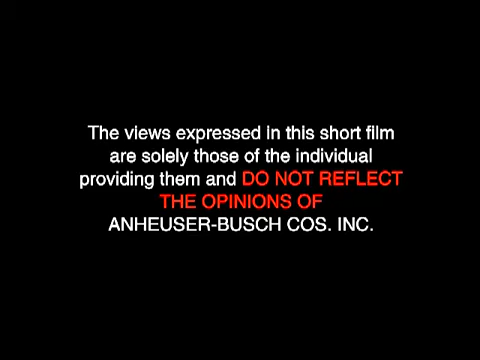 The views expressed in this short film
are solely those of the individual
providing them and DO NOT REFLECT
THE OPINIONS OF
ANHEUSER-BUSCH COS. INC.